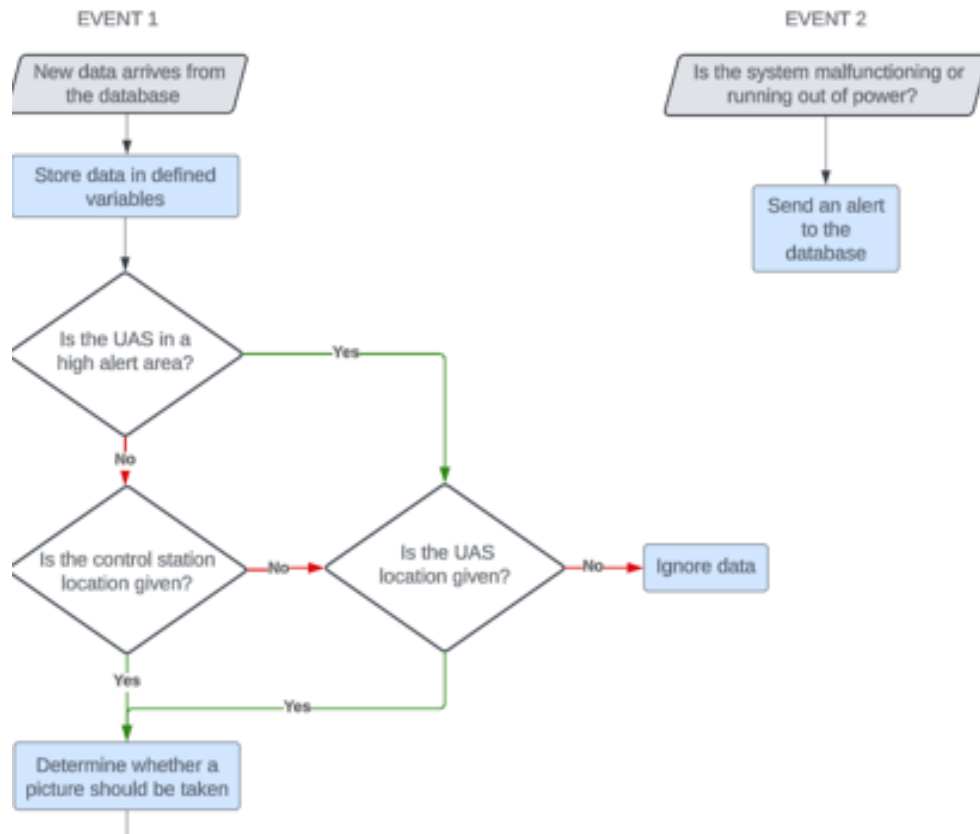 EVENT 1
EVENT 2
New data arrives from
the database
Is the system malfunctioning or
running out of power?
Store data in defined
variables
Send an alert
to the
database
Is the UAS in a
high alert area?
Yes
No
Is the control station
location given?
No
Is the UAS
location given?
No
Ignore data
Yes
Yes
Determine whether a
picture should be taken